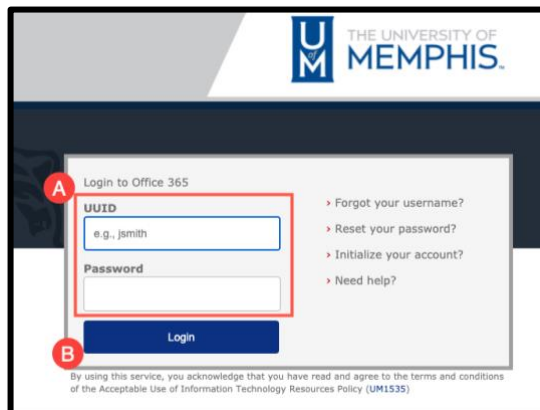 U
of
M
THE UNIVERSITY OF
MEMPHIS™
A
Login to Office 365
UUID
e.g., jsmith
Password
Login
B
› Forgot your username?
› Reset your password?
› Initialize your account?
› Need help?
By using this service, you acknowledge that you have read and agree to the terms and conditions
of the Acceptable Use of Information Technology Resources Policy (UM1535)